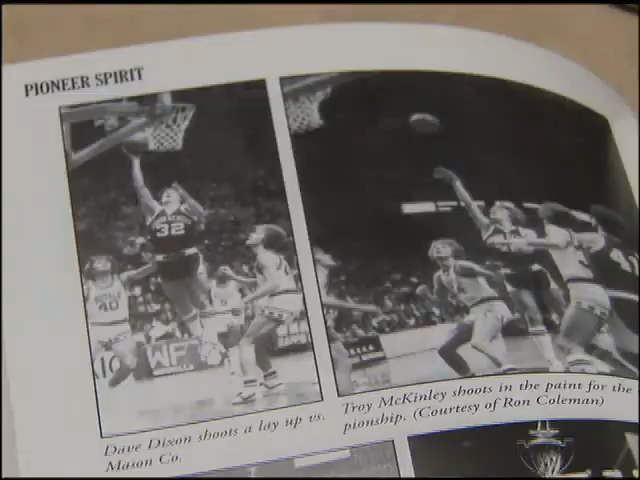 PIONEER SPIRIT
32
40
WF
Dave Dixon shoots a lay up vs.
Mason Co.
Troy McKinley shoots in the paint for the
pionship. (Courtesy of Ron Coleman)